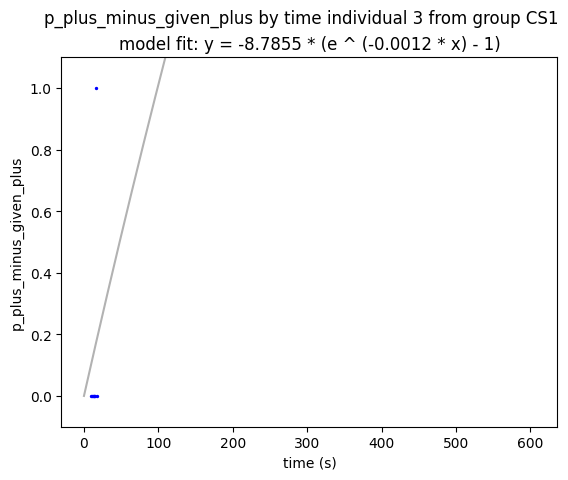 p_plus_minus_given_plus by time individual 3 from group CS1
model fit: y = -8.7855 * (e ^ (-0.0012 * x) - 1)
1.0
0.8
0.6
0.4
0.2
0.0
p_plus_minus_given_plus
0 100 200 300 400 500 600
time (s)